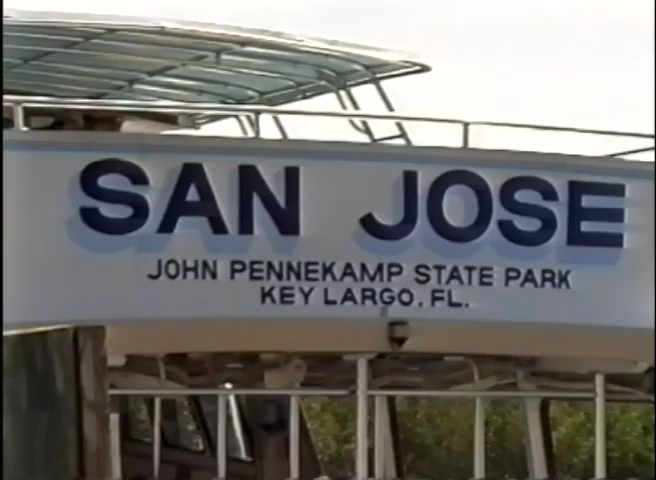 SAN JOSE
JOHN PENNEKAMP STATE PARK
KEY LARGO, FL.